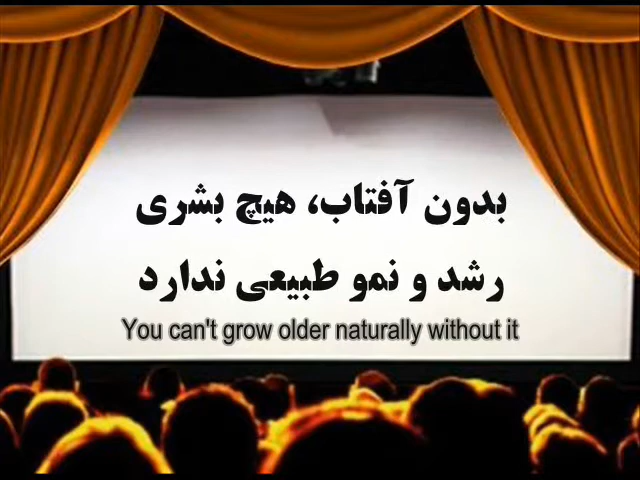 بدون آفتاب، هیچ بشری
رشد و نمو طبیعی ندارد
You can't grow older naturally without it